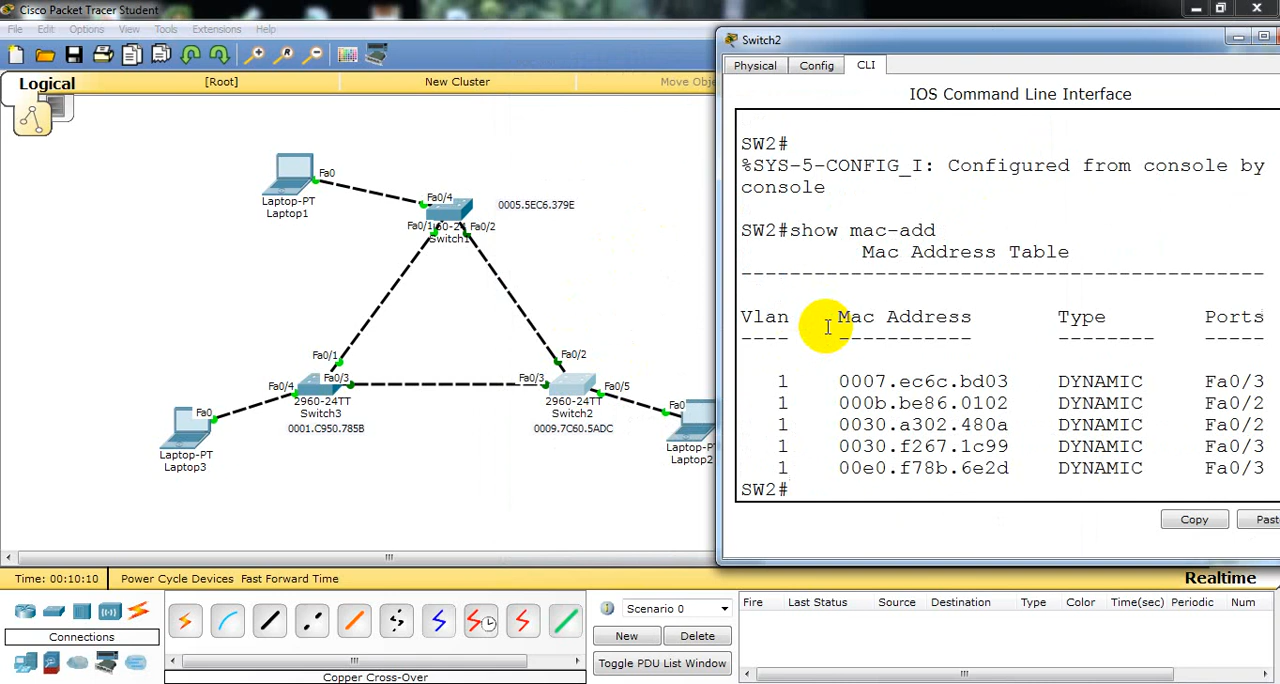 Cisco Packet Tracer Student
File Edit Options View Tools Extensions Help
Logical
[Root]
New Cluster
Move Obje
Fa0
Laptop-PT
Laptop1
Fa0/4
Fa0/1
60-24
Fa0/2
Switch1
0005.5EC6.379E
Fa0/1
Fa0/4
Fa0/3
2960-24TT
Switch3
0001.C950.785B
Fa0
Laptop-PT
Laptop3
Fa0/2
Fa0/3
Fa0/5
2960-24TT
Switch2
0009.7C60.5ADC
Fa0
Laptop-PT
Laptop2
Switch2
Physical Config CLI
IOS Command Line Interface
SW2#
%SYS-5-CONFIG_I: Configured from console by
console
SW2#show mac-add
Mac Address Table
-------------------------------------------
Vlan Mac Address Type Ports
---- ----------- -------- -----
1 0007.ec6c.bd03 DYNAMIC Fa0/3
1 000b.be86.0102 DYNAMIC Fa0/2
1 0030.a302.480a DYNAMIC Fa0/2
1 0030.f267.1c99 DYNAMIC Fa0/3
1 00e0.f78b.6e2d DYNAMIC Fa0/3
SW2#
Copy Past
Time: 00:10:10 Power Cycle Devices Fast Forward Time
Realtime
Connections
Copper Cross-Over
Scenario 0
New Delete
Toggle PDU List Window
Fire Last Status Source Destination Type Color Time(sec) Periodic Num